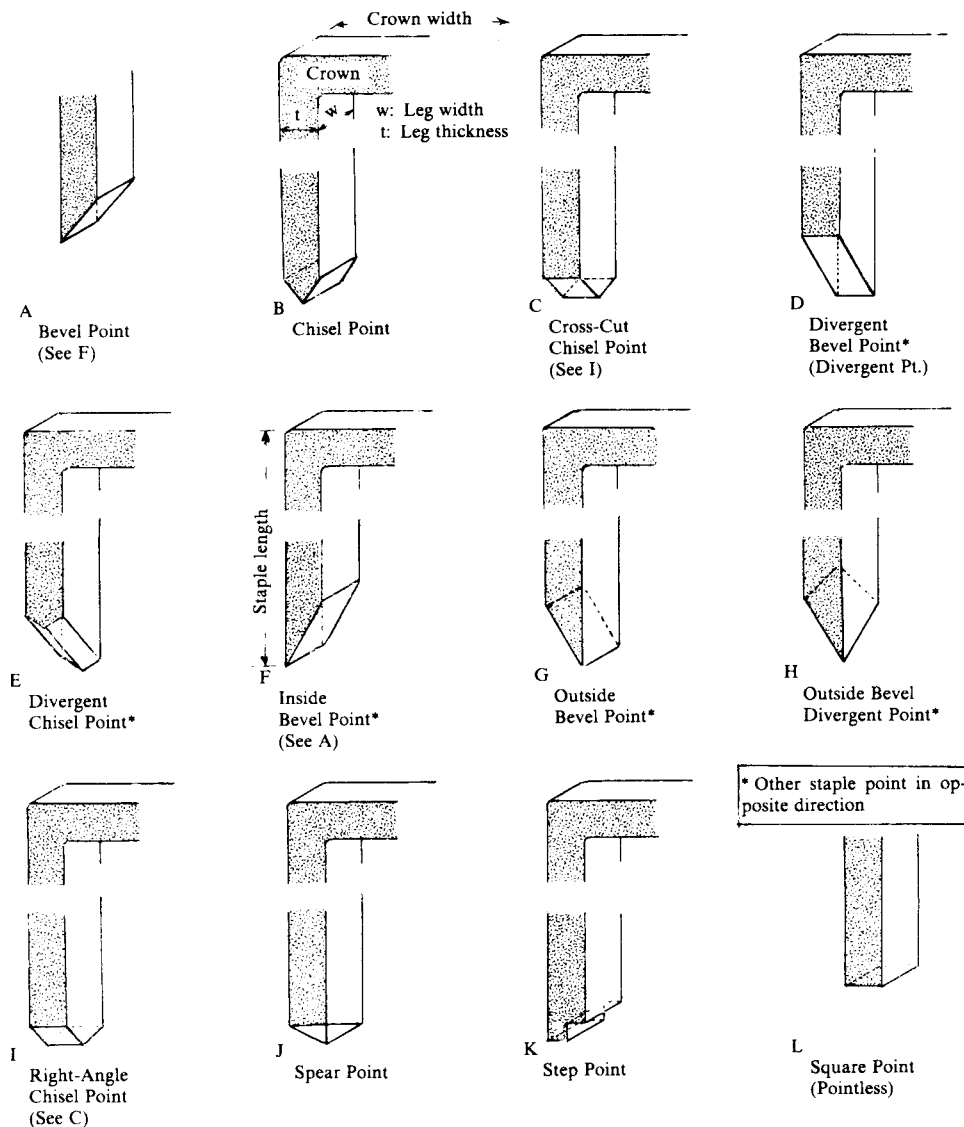 Crown width
Crown
t
w
w: Leg width
t: Leg thickness
A
Bevel Point
(See F)
B
Chisel Point
C
Cross-Cut
Chisel Point
(See I)
D
Divergent
Bevel Point*
(Divergent Pt.)
E
Divergent
Chisel Point*
Staple length
F
Inside
Bevel Point*
(See A)
G
Outside
Bevel Point*
H
Outside Bevel
Divergent Point*
I
Right-Angle
Chisel Point
(See C)
J
Spear Point
K
Step Point
* Other staple point in op-
posite direction
L
Square Point
(Pointless)